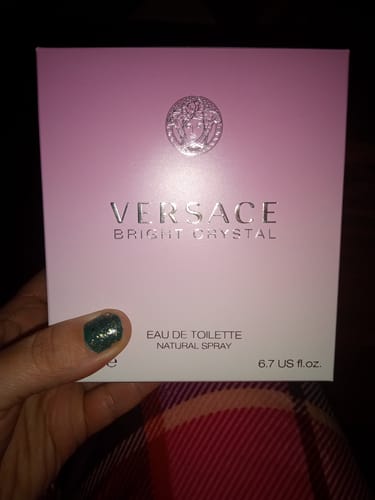 VERSACE
BRIGHT CRYSTAL
EAU DE TOILETTE
NATURAL SPRAY
e
6.7 US fl.oz.